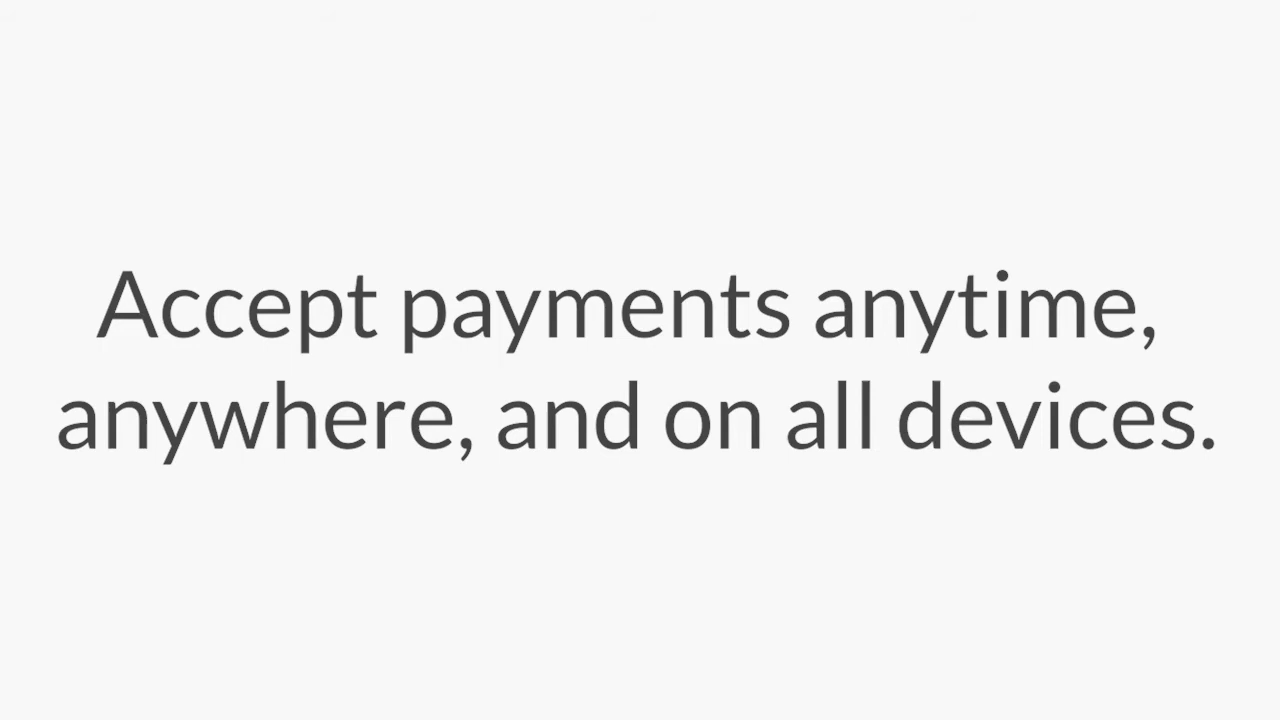 Accept payments anytime,
anywhere, and on all devices.